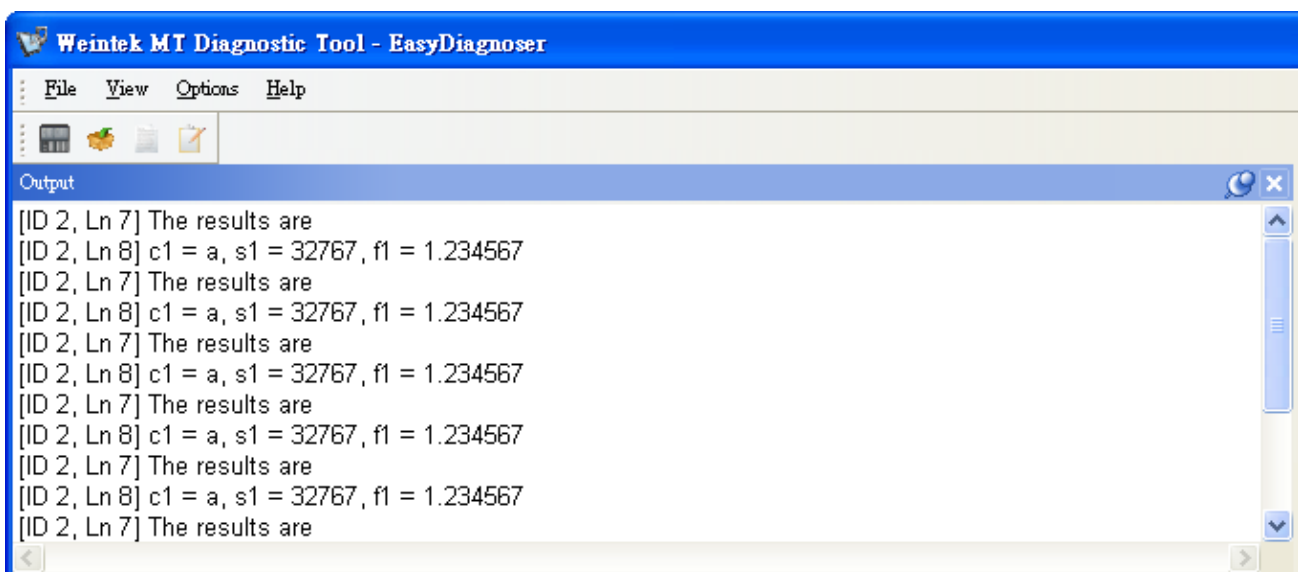 Weintek MT Diagnostic Tool - EasyDiagnoser
File View Options Help
Output
[ID 2, Ln 7] The results are
[ID 2, Ln 8] c1 = a, s1 = 32767, f1 = 1.234567
[ID 2, Ln 7] The results are
[ID 2, Ln 8] c1 = a, s1 = 32767, f1 = 1.234567
[ID 2, Ln 7] The results are
[ID 2, Ln 8] c1 = a, s1 = 32767, f1 = 1.234567
[ID 2, Ln 7] The results are
[ID 2, Ln 8] c1 = a, s1 = 32767, f1 = 1.234567
[ID 2, Ln 7] The results are
[ID 2, Ln 8] c1 = a, s1 = 32767, f1 = 1.234567
[ID 2, Ln 7] The results are